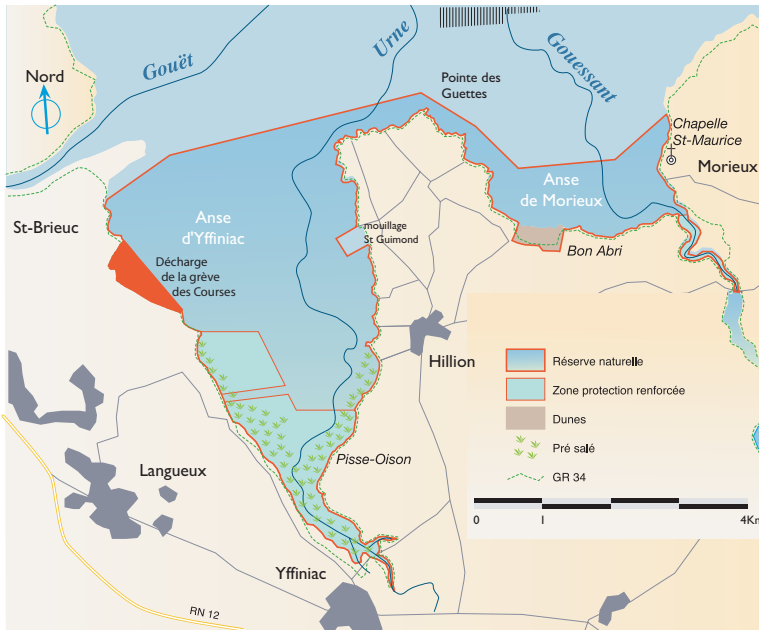 Gouët
Urne
Gouessant
Nord
Pointe des
Guettes
Chapelle
St-Maurice
Morieux
Anse
de Morieux
St-Brieuc
Anse
d'Yffiniac
mouillage
St Guimond
Bon Abri
Décharge
de la grève
des Courses
Hillion
Réserve naturelle
Zone protection renforcée
Dunes
Pré salé
GR 34
Langueux
Pisse-Oison
0 1 4Km
Yffiniac
RN 12